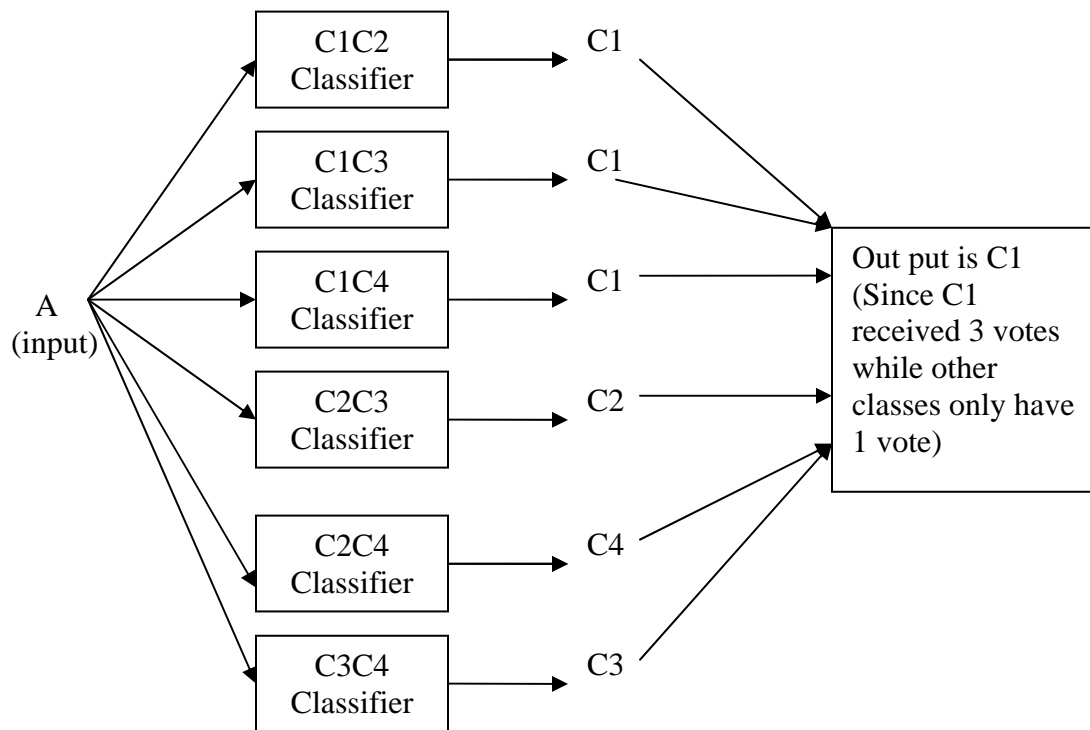 C1C2
Classifier
C1
C1C3
Classifier
C1
C1C4
Classifier
C1
A
(input)
Out put is C1
(Since C1
received 3 votes
while other
classes only have
1 vote)
C2C3
Classifier
C2
C2C4
Classifier
C4
C3C4
Classifier
C3